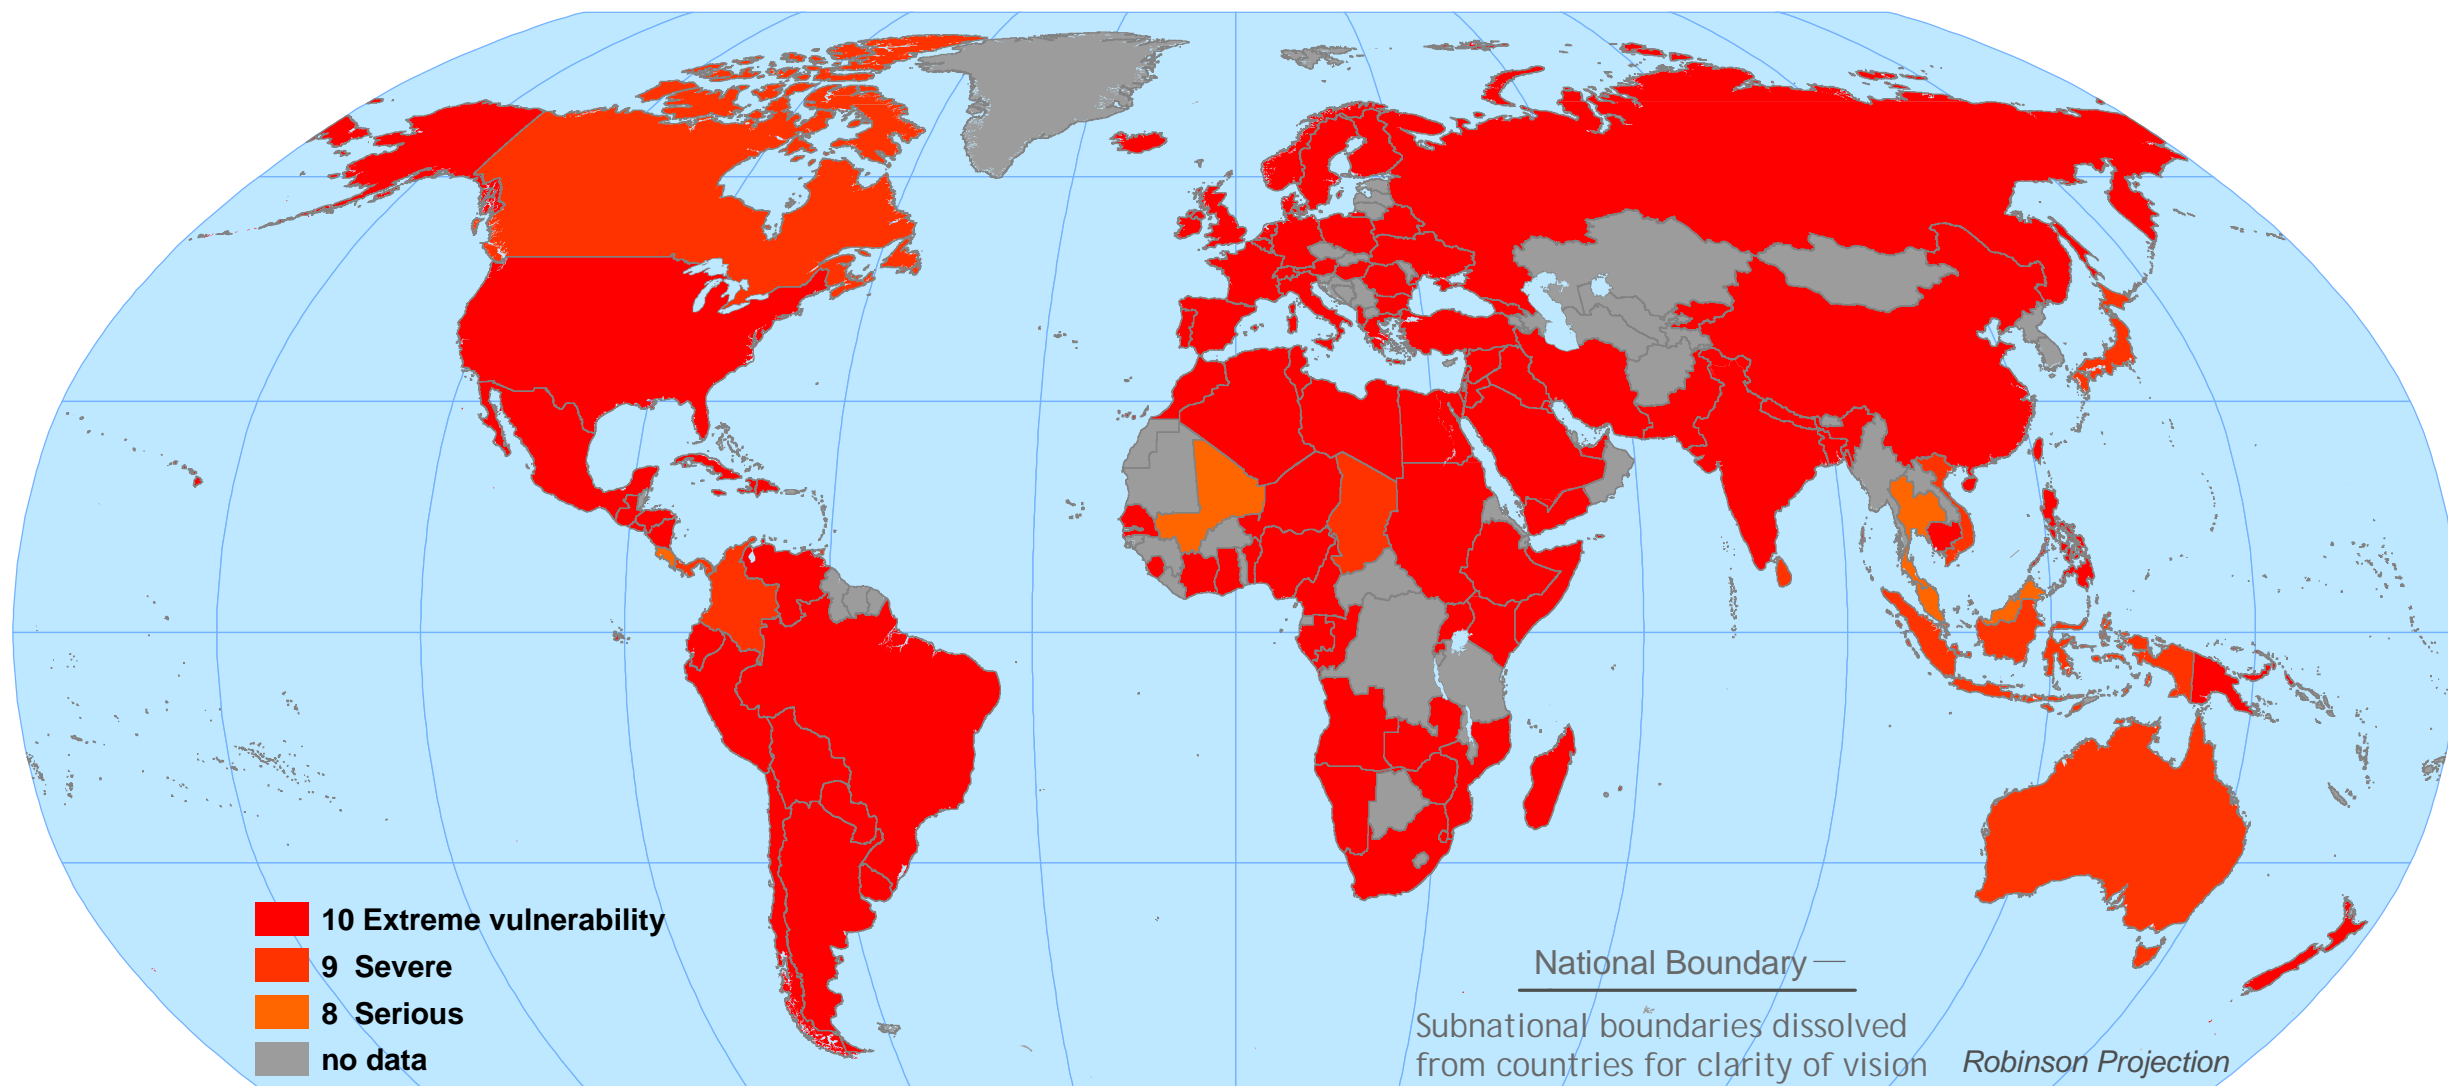 10 Extreme vulnerability
9 Severe
8 Serious
no data
National Boundary
Subnational boundaries dissolved
from countries for clarity of vision
Robinson Projection